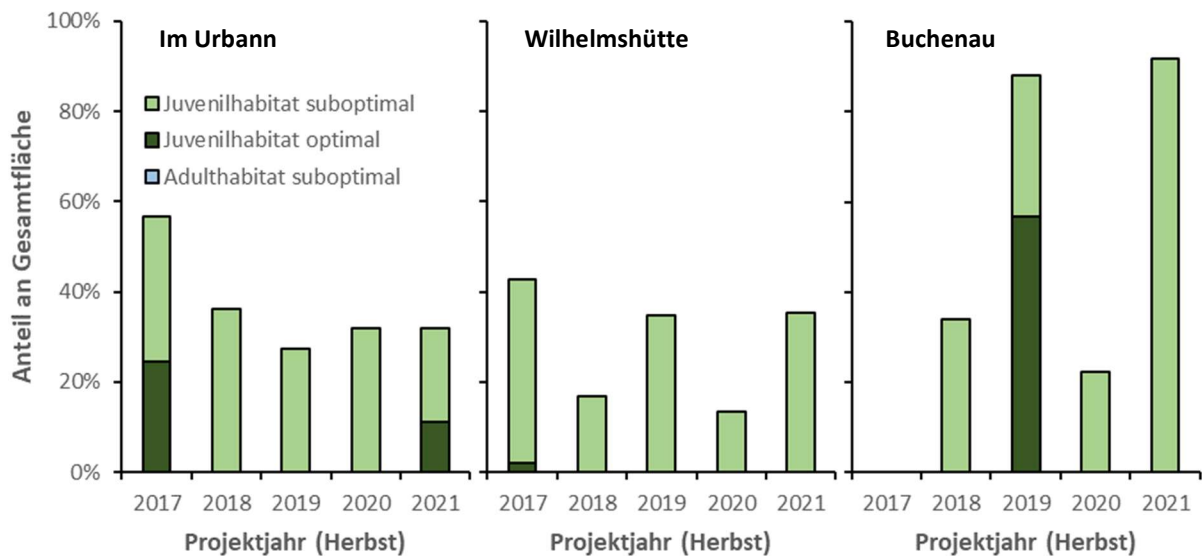 100%
80%
60%
40%
20%
0%
Anteil an Gesamtfläche
Im Urbann
Juvenilhabitat suboptimal
Juvenilhabitat optimal
Adulthabitat suboptimal
2017 2018 2019 2020 2021
Projektjahr (Herbst)
Wilhelmshütte
2017 2018 2019 2020 2021
Projektjahr (Herbst)
Buchenau
2017 2018 2019 2020 2021
Projektjahr (Herbst)